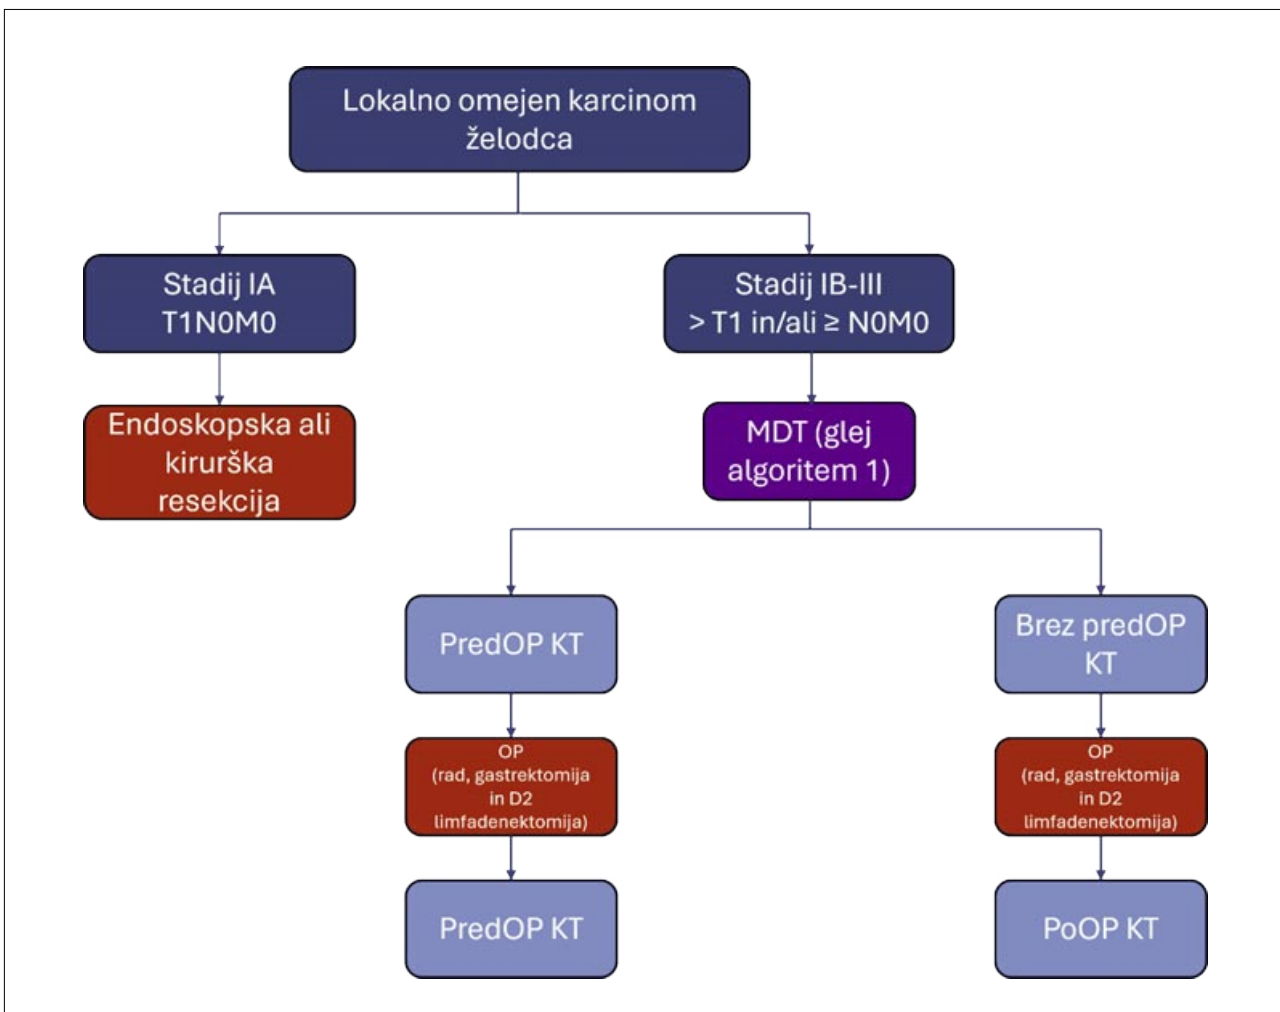 Lokalno omejen karcinom
želodca
Stadij IA
T1N0M0
Stadij IB-III
> T1 in/ali ≥ N0M0
Endoskopska ali
kirurška
resekcija
MDT (glej
algoritem 1)
PredOP KT
Brez predOP
KT
OP
(rad, gastrektomija
in D2
limfadenektomija)
OP
(rad, gastrektomija
in D2
limfadenektomija)
PredOP KT
PoOP KT